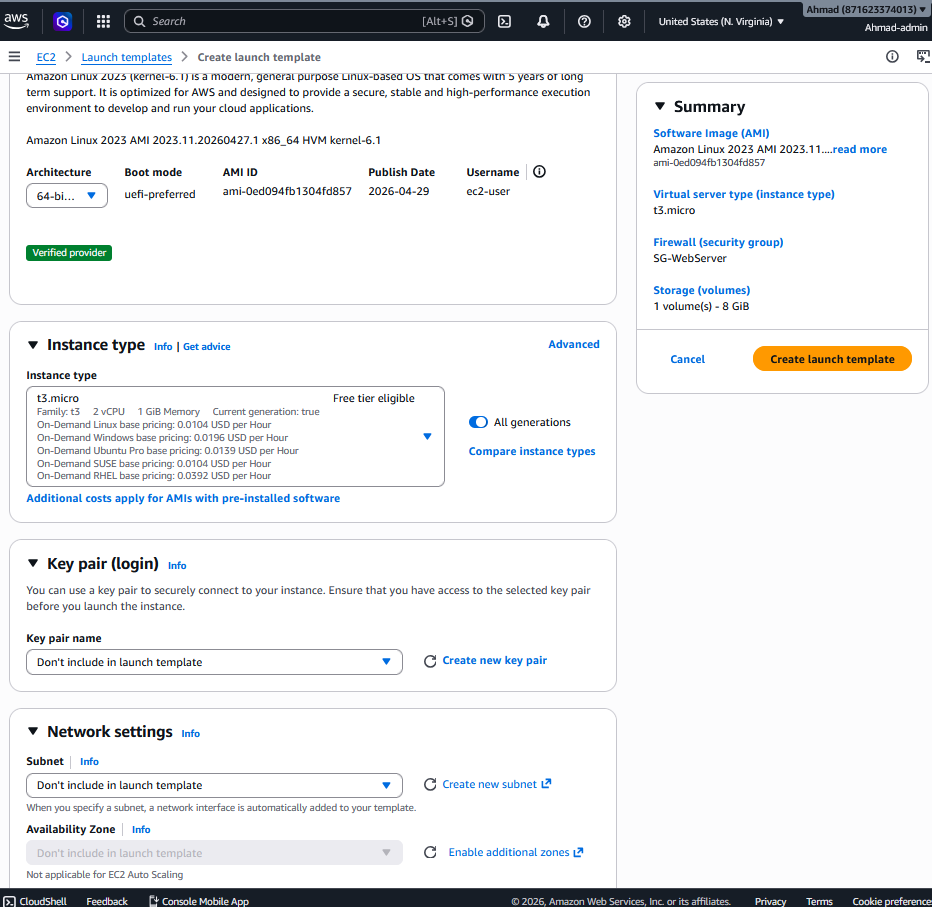 aws
Search
[Alt+S]
United States (N. Virginia)
Ahmad (871623374013)
Ahmad-admin
EC2
Launch templates
Create launch template
Amazon Linux 2023 (kernel-6.1) is a modern, general purpose Linux-based OS that comes with 5 years of long
term support. It is optimized for AWS and designed to provide a secure, stable and high-performance execution
environment to develop and run your cloud applications.
Amazon Linux 2023 AMI 2023.11.20260427.1 x86_64 HVM kernel-6.1
Architecture
Boot mode
AMI ID
Publish Date
Username
64-bi...
uefi-preferred
ami-0ed094fb1304fd857
2026-04-29
ec2-user
Verified provider
Instance type
Info | Get advice
Advanced
Instance type
t3.micro
Free tier eligible
Family: t3 2 vCPU 1 GiB Memory Current generation: true
On-Demand Linux base pricing: 0.0104 USD per Hour
On-Demand Windows base pricing: 0.0196 USD per Hour
On-Demand Ubuntu Pro base pricing: 0.0139 USD per Hour
On-Demand SUSE base pricing: 0.0104 USD per Hour
On-Demand RHEL base pricing: 0.0392 USD per Hour
All generations
Compare instance types
Additional costs apply for AMIs with pre-installed software
Key pair (login)
Info
You can use a key pair to securely connect to your instance. Ensure that you have access to the selected key pair
before you launch the instance.
Key pair name
Don't include in launch template
Create new key pair
Network settings
Info
Subnet
Info
Don't include in launch template
Create new subnet
When you specify a subnet, a network interface is automatically added to your template.
Availability Zone
Info
Don't include in launch template
Enable additional zones
Not applicable for EC2 Auto Scaling
Summary
Software Image (AMI)
Amazon Linux 2023 AMI 2023.11....read more
ami-0ed094fb1304fd857
Virtual server type (instance type)
t3.micro
Firewall (security group)
SG-WebServer
Storage (volumes)
1 volume(s) - 8 GiB
Cancel
Create launch template
CloudShell
Feedback
Console Mobile App
© 2026, Amazon Web Services, Inc. or its affiliates.
Privacy
Terms
Cookie preference